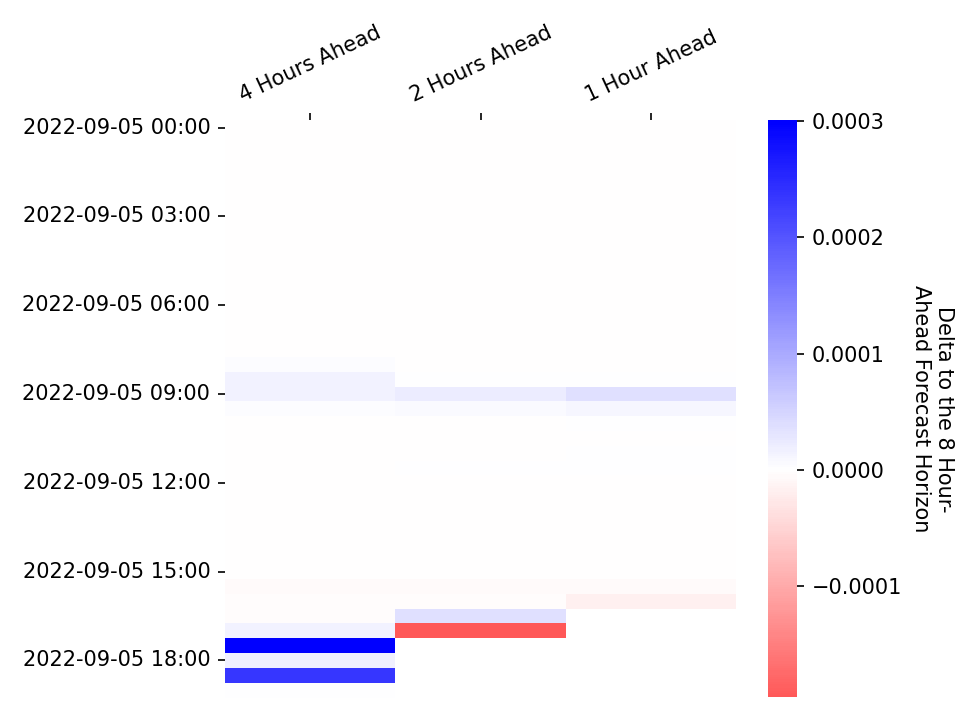 4 Hours Ahead
2 Hours Ahead
1 Hour Ahead
2022-09-05 00:00
2022-09-05 03:00
2022-09-05 06:00
2022-09-05 09:00
2022-09-05 12:00
2022-09-05 15:00
2022-09-05 18:00
0.0003
0.0002
0.0001
0.0000
−0.0001
Delta to the 8 Hour-
Ahead Forecast Horizon